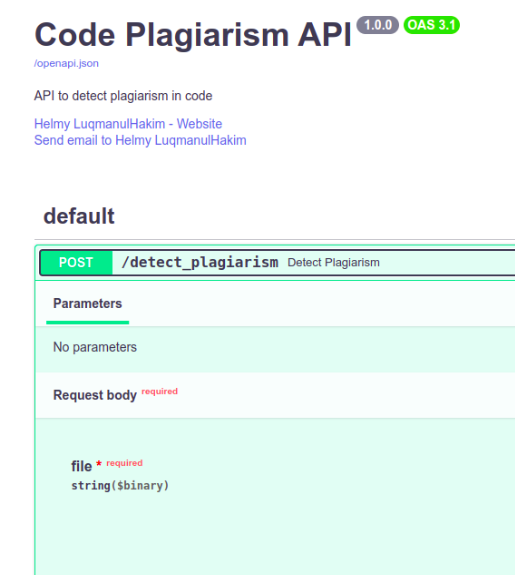 Code Plagiarism API 1.0.0 OAS 3.1
/openapi.json
API to detect plagiarism in code
Helmy LuqmanulHakim - Website
Send email to Helmy LuqmanulHakim
default
POST /detect_plagiarism Detect Plagiarism
Parameters
No parameters
Request body required
file * required
string($binary)